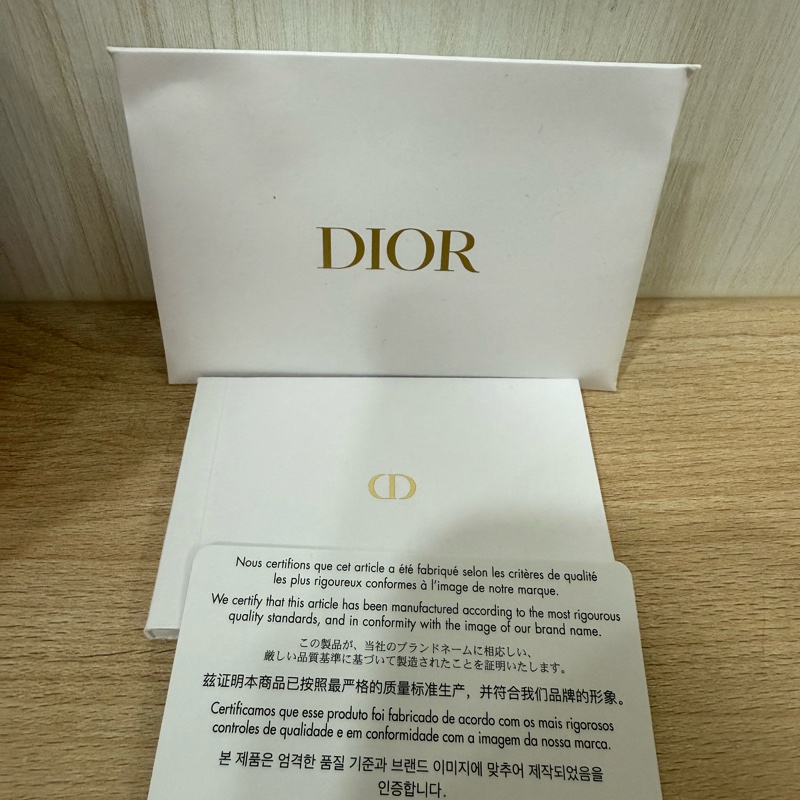 DIOR
CD
Nous certifions que cet article a été fabriqué selon les critères de qualité
les plus rigoureux conformes à l'image de notre marque.
We certify that this article has been manufactured according to the most rigourous
quality standards, and in conformity with the image of our brand name.
この製品が、当社のブランドネームに相応しい、
厳しい品質基準に基づいて製造されたことを証明いたします。
兹证明本商品已按照最严格的质量标准生产，并符合我们品牌的形象。
Certificamos que esse produto foi fabricado de acordo com os mais rigorosos
controles de qualidade e em conformidade com a imagem da nossa marca.
본 제품은 엄격한 품질 기준과 브랜드 이미지에 맞추어 제작되었음을
인증합니다.